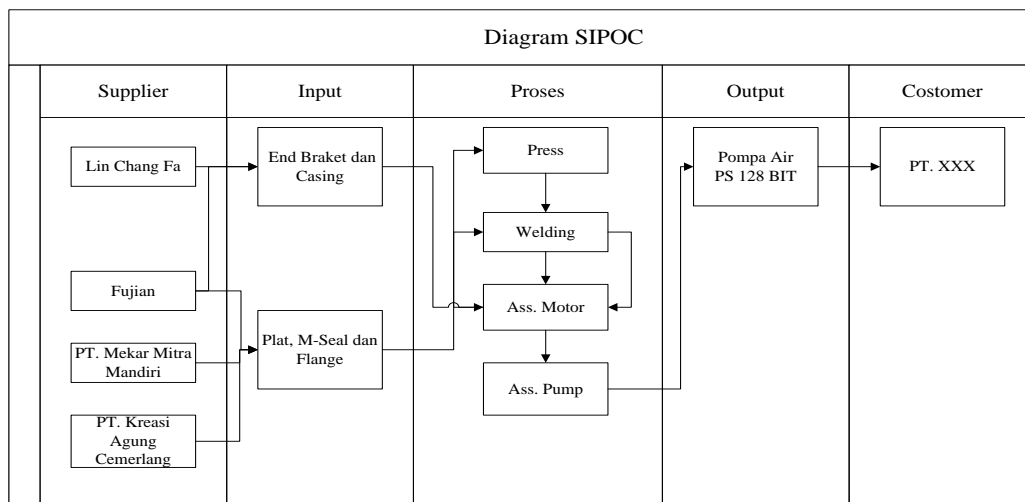 Diagram SIPOC
Supplier
Input
Proses
Output
Costomer
Lin Chang Fa
Fujian
PT. Mekar Mitra
Mandiri
PT. Kreasi
Agung
Cemerlang
End Braket dan
Casing
Plat, M-Seal dan
Flange
Press
Welding
Ass. Motor
Ass. Pump
Pompa Air
PS 128 BIT
PT. XXX